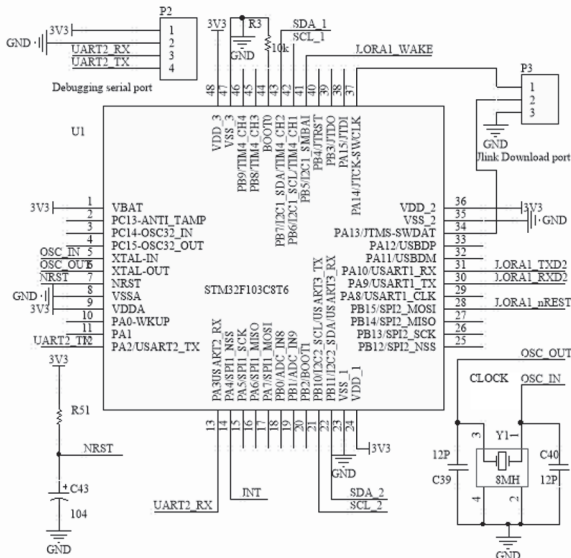 P2
3V3
1
GND
2
UART2_RX
3
UART2_TX
4
Debugging serial port
3V3
R3
10k
GND
SDA_1
SCL_1
LORA1_WAKE
P3
1
2
3
GND
Jlink Download port
U1
48
47
46
45
44
43
42
41
40
39
38
37
VDD_3
VSS_3
PB9/TIM4_CH4
PB8/TIM4_CH3
BOOT0
PB7/I2C1_SDA/TIM4_CH2
PB6/I2C1_SCL/TIM4_CH1
PB5/I2C1_SMBAI
PB4/JTRST
PB3/JTDO
PA15/JTDI
PA14/JTCK-SWCLK
3V3
1 VBAT
2 PC13-ANTI_TAMP
3 PC14-OSC32_IN
4 PC15-OSC32_OUT
OSC_IN 5 XTAL-IN
OSC_OUT 6 XTAL-OUT
NRST 7 NRST
GND 8 VSSA
3V3 9 VDDA
10 PA0-WKUP
11 PA1
UART_TX 12 PA2/USART2_TX
STM32F103C8T6
VDD_2 36 3V3
VSS_2 35 GND
PA13/JTMS-SWDAT 34
PA12/USBDP 33
PA11/USBDM 32
PA10/USART1_RX 31 LORA1_TXD2
PA9/USART1_TX 30 LORA1_RXD2
PA8/USART1_CLK 29
PB15/SPI2_MOSI 28 LORA1_nREST
PB14/SPI2_MISO 27
PB13/SPI2_SCK 26
PB12/SPI2_NSS 25
PA3USART2_RX
PA4/SPI1_NSS
PA5/SPI1_SCK
PA6/SPI1_MISO
PA7/SPI1_MOSI
PB0/ADC_IN8
PB1/ADC_IN9
PB2/BOOT1
PB10/I2C2_SCL/USART3_TX
PB11/I2C2_SDA/USART3_RX
VSS_1
VDD_1
13
14
15
16
17
18
19
20
21
22
23
24
3V3
GND
UART2_RX
INT
SDA_2
SCL_2
3V3
R51
NRST
C43
104
GND
OSC_OUT
CLOCK
OSC_IN
Y1
3
1
12P
C39
8MH
C40
12P
4
2
GND